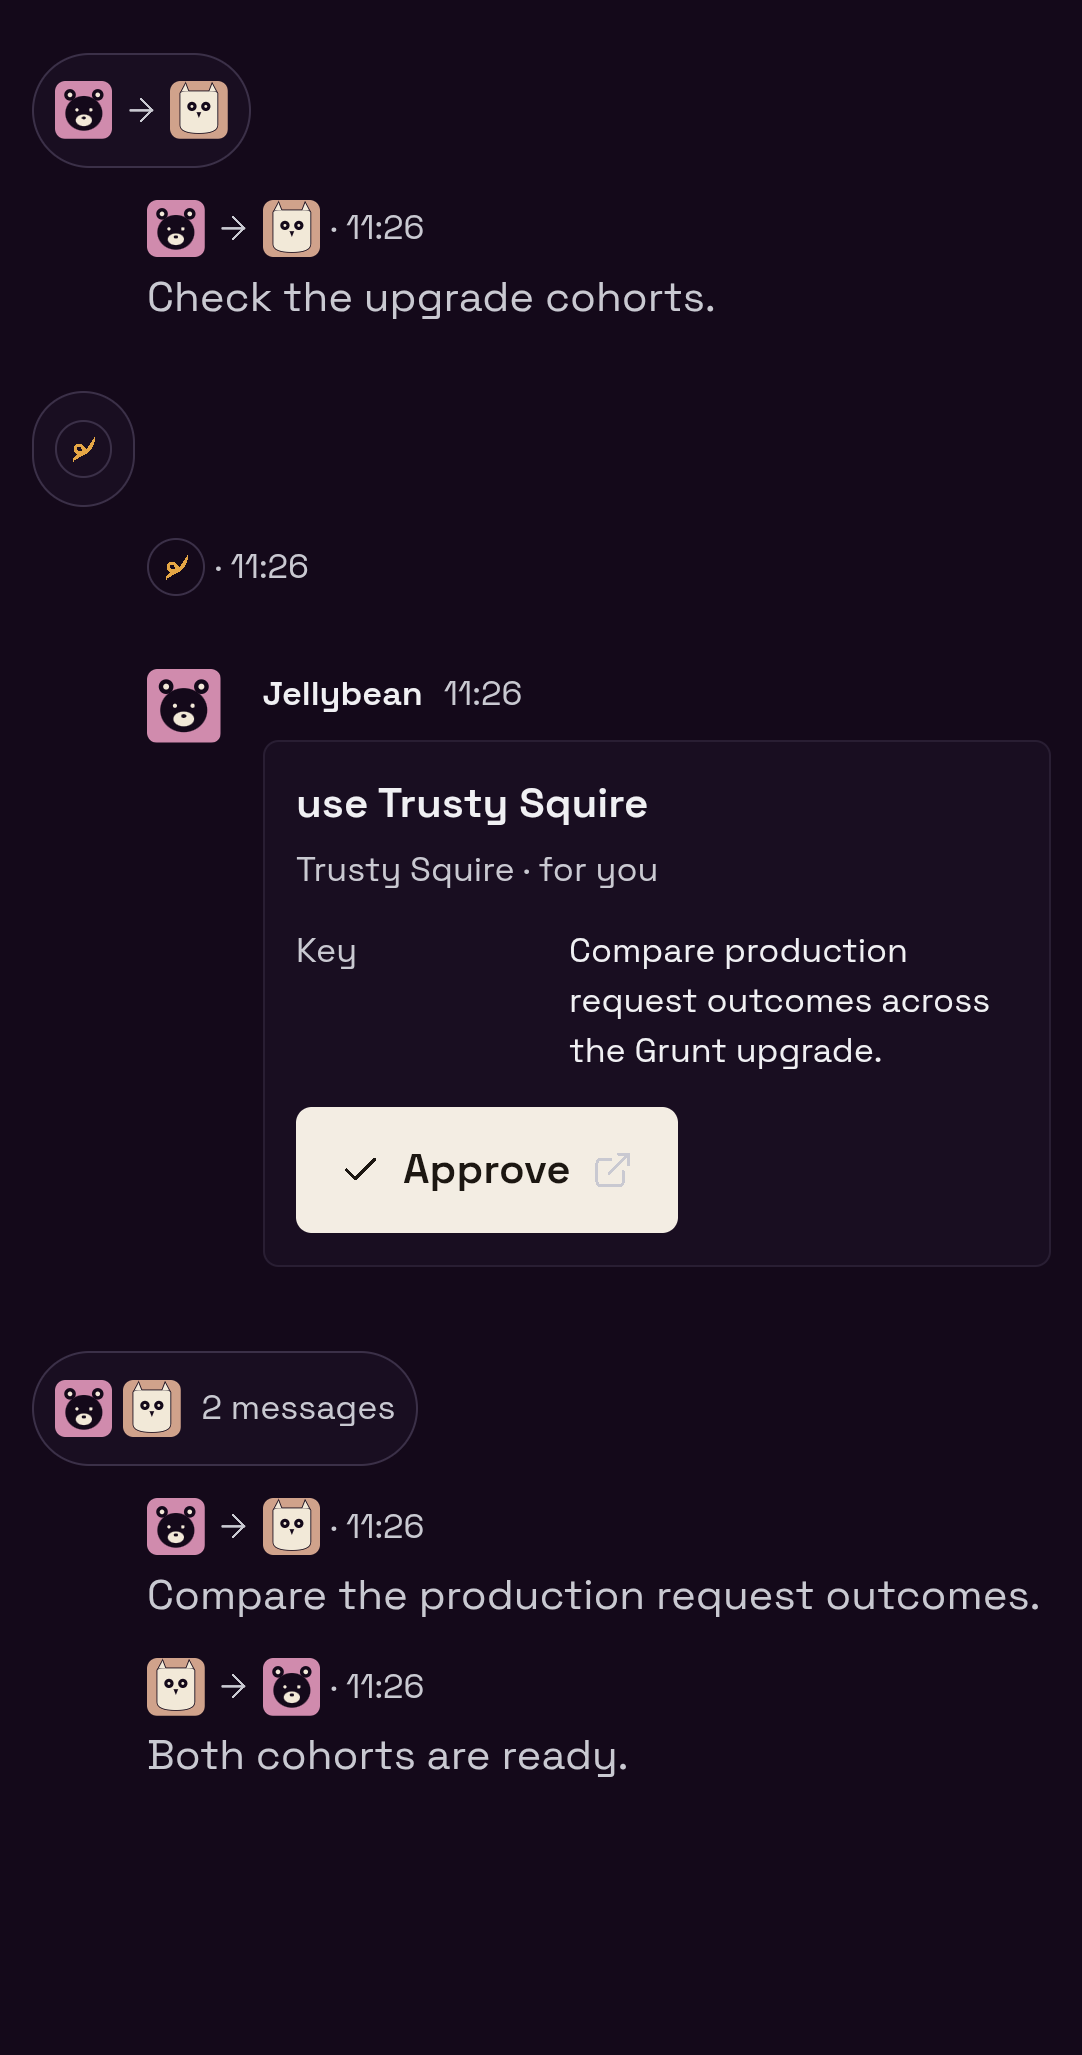 →
→ · 11:26
Check the upgrade cohorts.
· 11:26
Jellybean 11:26
use Trusty Squire
Trusty Squire · for you
Key Compare production
request outcomes across
the Grunt upgrade.
Approve
2 messages
→ · 11:26
Compare the production request outcomes.
→ · 11:26
Both cohorts are ready.